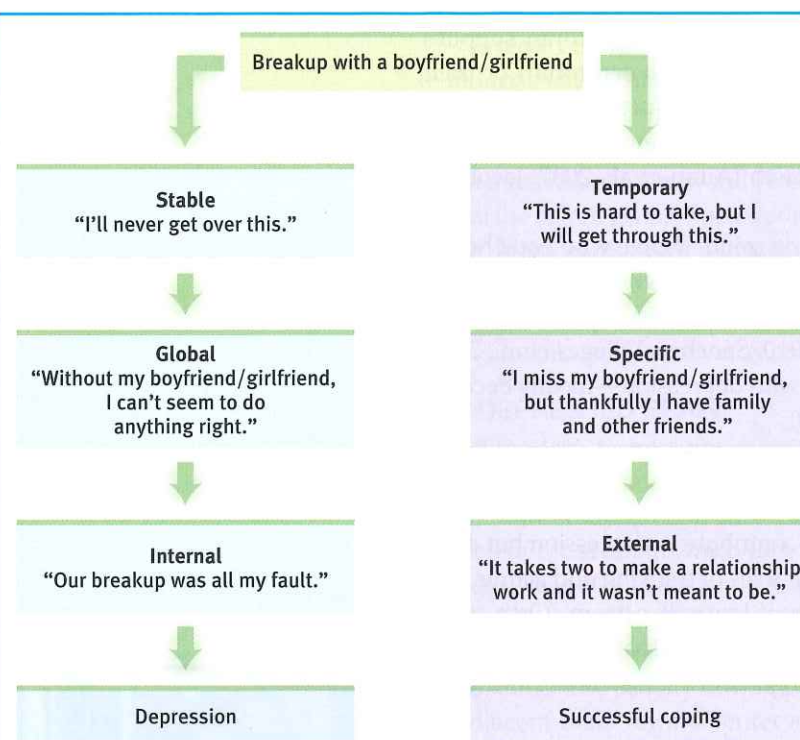 Breakup with a boyfriend/girlfriend
Stable
“I’ll never get over this.”
Temporary
“This is hard to take, but I
will get through this.”
Global
“Without my boyfriend/girlfriend,
I can’t seem to do
anything right.”
Specific
“I miss my boyfriend/girlfriend,
but thankfully I have family
and other friends.”
Internal
“Our breakup was all my fault.”
External
“It takes two to make a relationship
work and it wasn’t meant to be.”
Depression
Successful coping